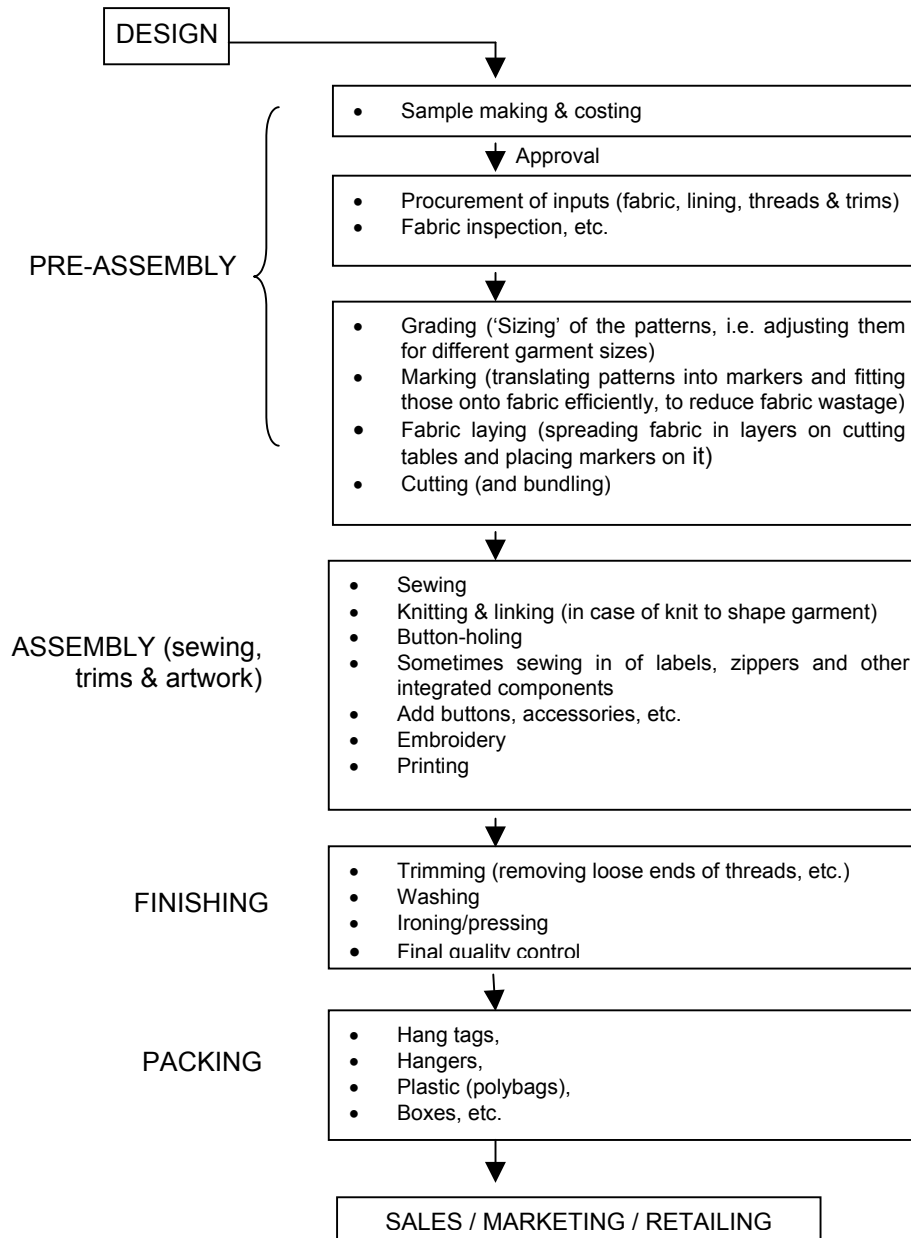 DESIGN
• Sample making & costing
Approval
• Procurement of inputs (fabric, lining, threads & trims)
• Fabric inspection, etc.
PRE-ASSEMBLY
• Grading (‘Sizing’ of the patterns, i.e. adjusting them
for different garment sizes)
• Marking (translating patterns into markers and fitting
those onto fabric efficiently, to reduce fabric wastage)
• Fabric laying (spreading fabric in layers on cutting
tables and placing markers on it)
• Cutting (and bundling)
ASSEMBLY (sewing,
trims & artwork)
• Sewing
• Knitting & linking (in case of knit to shape garment)
• Button-holing
• Sometimes sewing in of labels, zippers and other
integrated components
• Add buttons, accessories, etc.
• Embroidery
• Printing
FINISHING
• Trimming (removing loose ends of threads, etc.)
• Washing
• Ironing/pressing
• Final quality control
PACKING
• Hang tags,
• Hangers,
• Plastic (polybags),
• Boxes, etc.
SALES / MARKETING / RETAILING